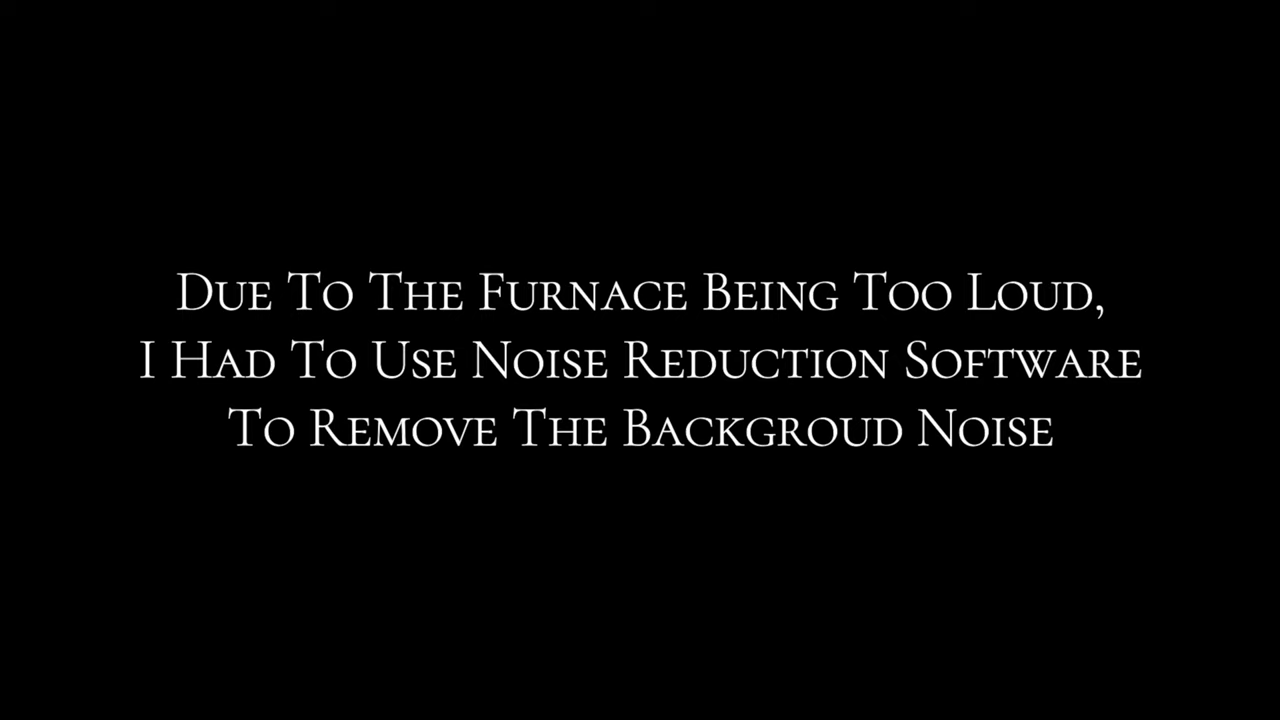 Due To The Furnace Being Too Loud,
I Had To Use Noise Reduction Software
To Remove The Backgroud Noise